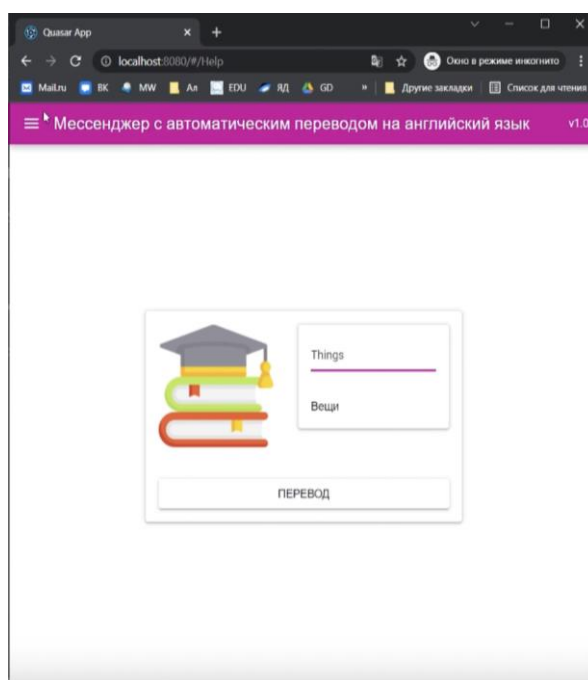 Quasar App
localhost:8080/#/Help
Окно в режиме инкогнито
Mail.ru ВК MW Ал EDU ЯД GD » Другие закладки Список для чтения
Мессенджер с автоматическим переводом на английский язык v1.0
Things
Вещи
ПЕРЕВОД